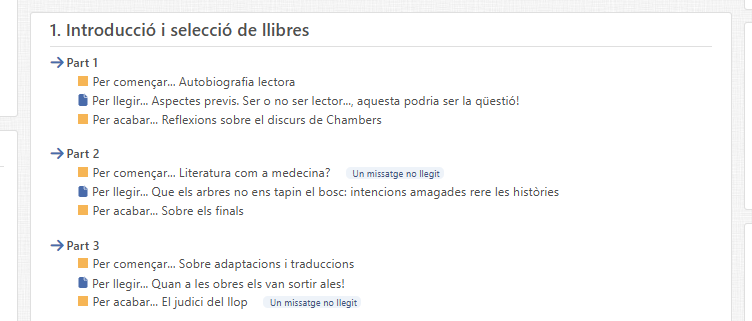 1. Introducció i selecció de llibres
Part 1
Per començar... Autobiografia lectora
Per llegir... Aspectes previs. Ser o no ser lector..., aquesta podria ser la qüestió!
Per acabar... Reflexions sobre el discurs de Chambers
Part 2
Per començar... Literatura com a medecina? Un missatge no llegit
Per llegir... Que els arbres no ens tapin el bosc: intencions amagades rere les històries
Per acabar... Sobre els finals
Part 3
Per començar... Sobre adaptacions i traduccions
Per llegir... Quan a les obres els van sortir ales!
Per acabar... El judici del llop Un missatge no llegit